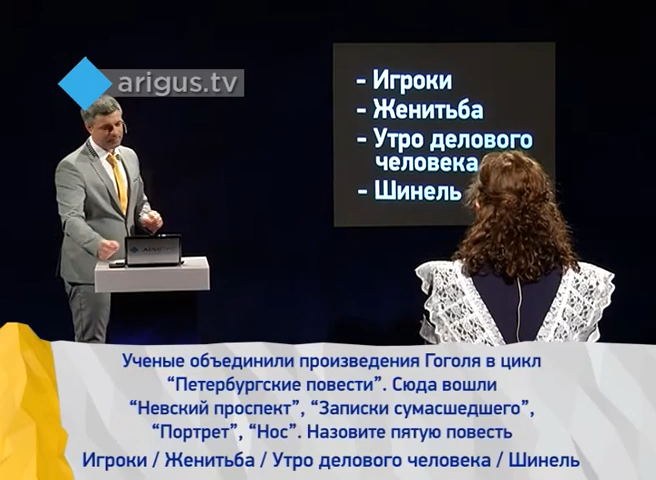 arigus.tv
- Игроки
- Женитьба
- Утро делового
человека
- Шинель
Ученые объединили произведения Гоголя в цикл
“Петербургские повести”. Сюда вошли
“Невский проспект”, “Записки сумасшедшего”,
“Портрет”, “Нос”. Назовите пятую повесть
Игроки / Женитьба / Утро делового человека / Шинель